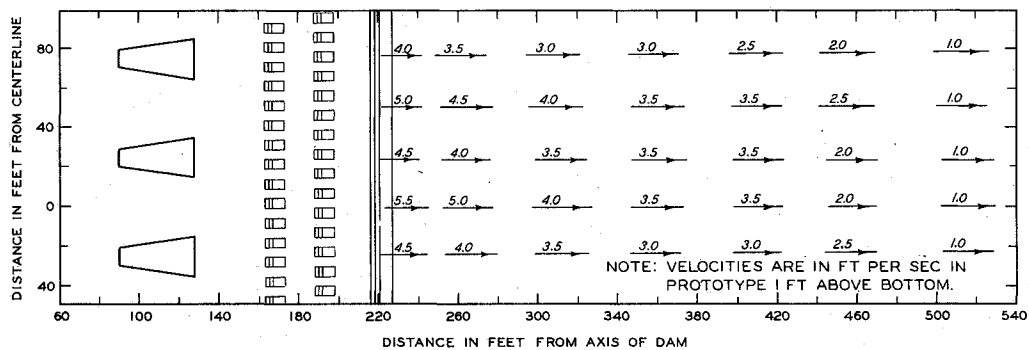 80
40
0
40
DISTANCE IN FEET FROM CENTERLINE
4.0 3.5 3.0 3.0 2.5 2.0 1.0
5.0 4.5 4.0 3.5 3.5 2.5 1.0
4.5 4.0 3.5 3.5 3.5 2.0 1.0
5.5 5.0 4.0 3.5 3.5 2.0 1.0
4.5 4.0 3.5 3.0 3.0 2.5 1.0
NOTE: VELOCITIES ARE IN FT PER SEC IN
PROTOTYPE 1 FT ABOVE BOTTOM.
60 100 140 180 220 260 300 340 380 420 460 500 540
DISTANCE IN FEET FROM AXIS OF DAM